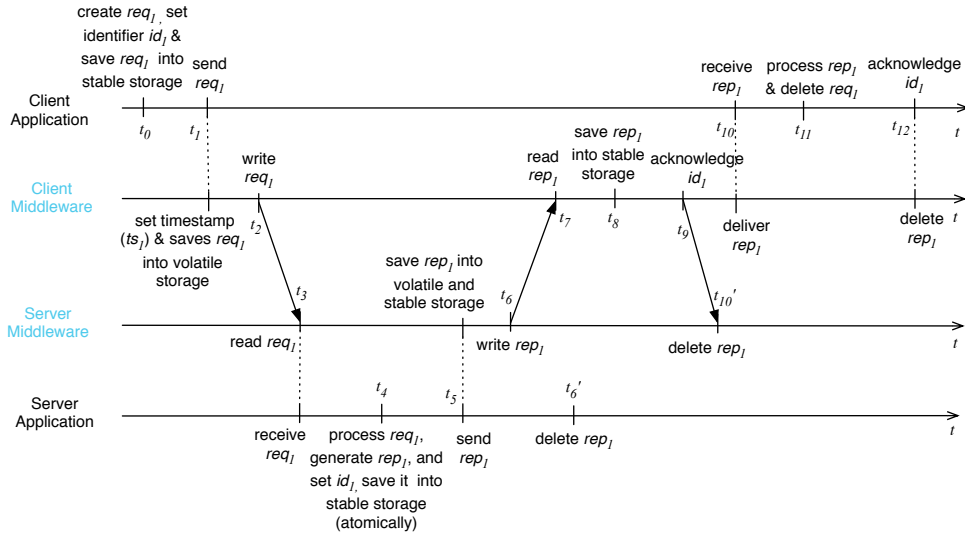 create req1, set
identifier id1 &
save req1 into
stable storage
send
req1
receive
rep1
process rep1
& delete req1
acknowledge
id1
Client
Application
t0
t1
t10
t11
t12
t
write
req1
read
rep1
save rep1
into stable
storage
acknowledge
id1
Client
Middleware
t2
t7
t8
t9
t
set timestamp
(ts1) & saves req1
into volatile
storage
deliver
rep1
delete
rep1
save rep1 into
volatile and
stable storage
t3
t6
t10'
Server
Middleware
read req1
write rep1
delete rep1
t
t4
t5
t6'
Server
Application
t
receive
req1
process req1,
generate rep1, and
set id1, save it into
stable storage
(atomically)
send
rep1
delete rep1